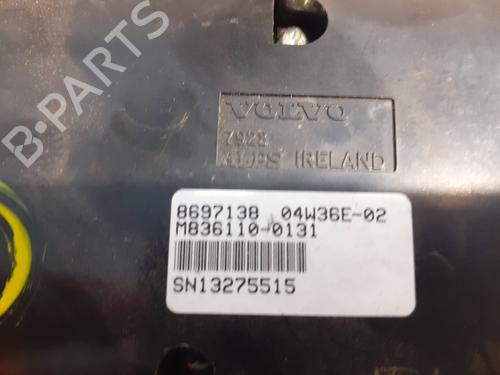 B-PARTS
VOLVO
7928
ALPS IRELAND
8697138 04W36E-02
M836110-0131
SN13275515